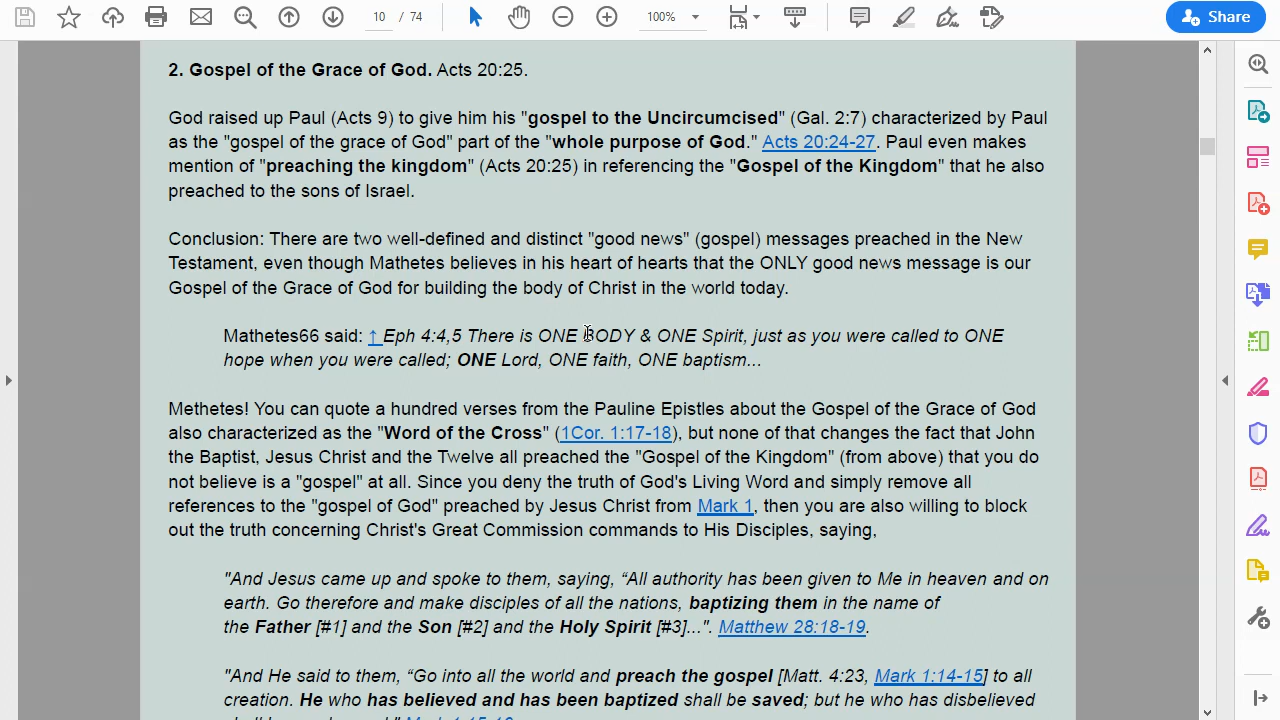 10 / 74
100%
Share
2. Gospel of the Grace of God. Acts 20:25.
God raised up Paul (Acts 9) to give him his "gospel to the Uncircumcised" (Gal. 2:7) characterized by Paul
as the "gospel of the grace of God" part of the "whole purpose of God." Acts 20:24-27. Paul even makes
mention of "preaching the kingdom" (Acts 20:25) in referencing the "Gospel of the Kingdom" that he also
preached to the sons of Israel.
Conclusion: There are two well-defined and distinct "good news" (gospel) messages preached in the New
Testament, even though Mathetes believes in his heart of hearts that the ONLY good news message is our
Gospel of the Grace of God for building the body of Christ in the world today.
Mathetes66 said: ↑ Eph 4:4,5 There is ONE BODY & ONE Spirit, just as you were called to ONE
hope when you were called; ONE Lord, ONE faith, ONE baptism...
Methetes! You can quote a hundred verses from the Pauline Epistles about the Gospel of the Grace of God
also characterized as the "Word of the Cross" (1Cor. 1:17-18), but none of that changes the fact that John
the Baptist, Jesus Christ and the Twelve all preached the "Gospel of the Kingdom" (from above) that you do
not believe is a "gospel" at all. Since you deny the truth of God's Living Word and simply remove all
references to the "gospel of God" preached by Jesus Christ from Mark 1, then you are also willing to block
out the truth concerning Christ's Great Commission commands to His Disciples, saying,
"And Jesus came up and spoke to them, saying, “All authority has been given to Me in heaven and on
earth. Go therefore and make disciples of all the nations, baptizing them in the name of
the Father [#1] and the Son [#2] and the Holy Spirit [#3]...". Matthew 28:18-19.
"And He said to them, “Go into all the world and preach the gospel [Matt. 4:23, Mark 1:14-15] to all
creation. He who has believed and has been baptized shall be saved; but he who has disbelieved